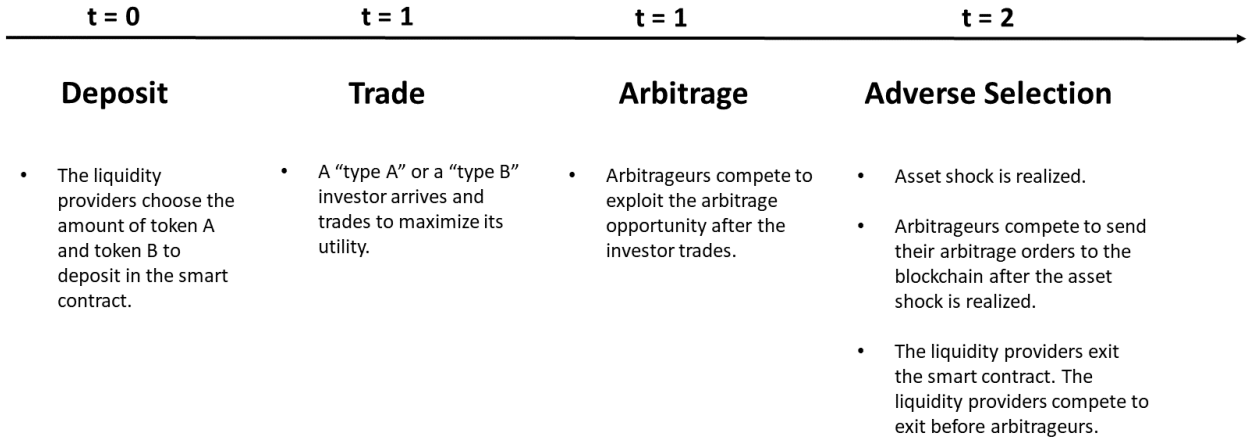 t = 0
t = 1
t = 1
t = 2
Deposit
Trade
Arbitrage
Adverse Selection
• The liquidity
providers choose the
amount of token A
and token B to
deposit in the smart
contract.
• A “type A” or a “type B”
investor arrives and
trades to maximize its
utility.
• Arbitrageurs compete to
exploit the arbitrage
opportunity after the
investor trades.
• Asset shock is realized.
• Arbitrageurs compete to send
their arbitrage orders to the
blockchain after the asset
shock is realized.
• The liquidity providers exit
the smart contract. The
liquidity providers compete to
exit before arbitrageurs.